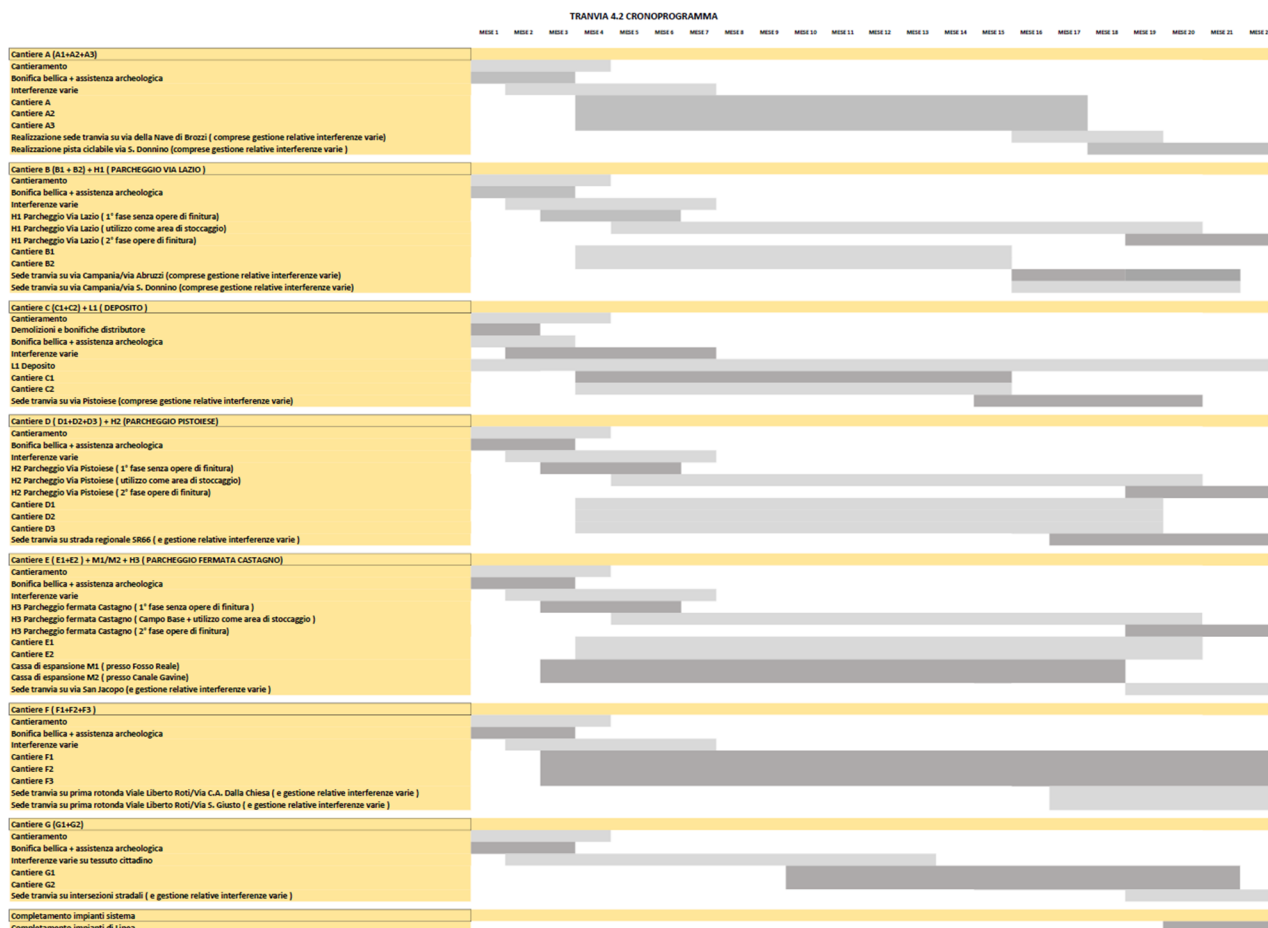 TRANVIA 4.2 CRONOPROGRAMMA
MESE 1 MESE 2 MESE 3 MESE 4 MESE 5 MESE 6 MESE 7 MESE 8 MESE 9 MESE 10 MESE 11 MESE 12 MESE 13 MESE 14 MESE 15 MESE 16 MESE 17 MESE 18 MESE 19 MESE 20 MESE 21 MESE
Cantiere A (A1+A2+A3)
Cantieramento
Bonifica bellica + assistenza archeologica
Interferenze varie
Cantiere A
Cantiere A2
Cantiere A3
Realizzazione sede tranvia su via della Nave di Brozzi ( comprese gestione relative interferenze varie)
Realizzazione pista ciclabile via S. Donnino (comprese gestione relative interferenze varie )
Cantiere B (B1 + B2) + H1 ( PARCHEGGIO VIA LAZIO )
Cantieramento
Bonifica bellica + assistenza archeologica
Interferenze varie
H1 Parcheggio Via Lazio ( 1° fase senza opere di finitura)
H1 Parcheggio Via Lazio ( utilizzo come area di stoccaggio)
H1 Parcheggio Via Lazio ( 2° fase opere di finitura)
Cantiere B1
Cantiere B2
Sede tranvia su via Campania/via Abruzzi (comprese gestione relative interferenze varie)
Sede tranvia su via Campania/via S. Donnino (comprese gestione relative interferenze varie)
Cantiere C (C1+C2) + L1 ( DEPOSITO )
Cantieramento
Demolizioni e bonifiche distributore
Bonifica bellica + assistenza archeologica
Interferenze varie
L1 Deposito
Cantiere C1
Cantiere C2
Sede tranvia su via Pistoiese (comprese gestione relative interferenze varie)
Cantiere D ( D1+D2+D3 ) + H2 (PARCHEGGIO PISTOIESE)
Cantieramento
Bonifica bellica + assistenza archeologica
Interferenze varie
H2 Parcheggio Via Pistoiese ( 1° fase senza opere di finitura)
H2 Parcheggio Via Pistoiese ( utilizzo come area di stoccaggio)
H2 Parcheggio Via Pistoiese ( 2° fase opere di finitura)
Cantiere D1
Cantiere D2
Cantiere D3
Sede tranvia su strada regionale SR66 ( e gestione relative interferenze varie )
Cantiere E ( E1+E2 ) + M1/M2 + H3 ( PARCHEGGIO FERMATA CASTAGNO)
Cantieramento
Bonifica bellica + assistenza archeologica
Interferenze varie
H3 Parcheggio fermata Castagno ( 1° fase senza opere di finitura )
H3 Parcheggio fermata Castagno ( Campo Base + utilizzo come area di stoccaggio )
H3 Parcheggio fermata Castagno ( 2° fase opere di finitura)
Cantiere E1
Cantiere E2
Cassa di espansione M1 ( presso Fosso Reale)
Cassa di espansione M2 ( presso Canale Gavine)
Sede tranvia su via San Jacopo (e gestione relative interferenze varie )
Cantiere F ( F1+F2+F3 )
Cantieramento
Bonifica bellica + assistenza archeologica
Interferenze varie
Cantiere F1
Cantiere F2
Cantiere F3
Sede tranvia su prima rotonda Viale Liberto Roti/Via C.A. Dalla Chiesa ( e gestione relative interferenze varie )
Sede tranvia su prima rotonda Viale Liberto Roti/Via S. Giusto ( e gestione relative interferenze varie )
Cantiere G (G1+G2)
Cantieramento
Bonifica bellica + assistenza archeologica
Interferenze varie su tessuto cittadino
Cantiere G1
Cantiere G2
Sede tranvia su intersezioni stradali ( e gestione relative interferenze varie )
Completamento impianti sistema
Completamento impianti di Linea